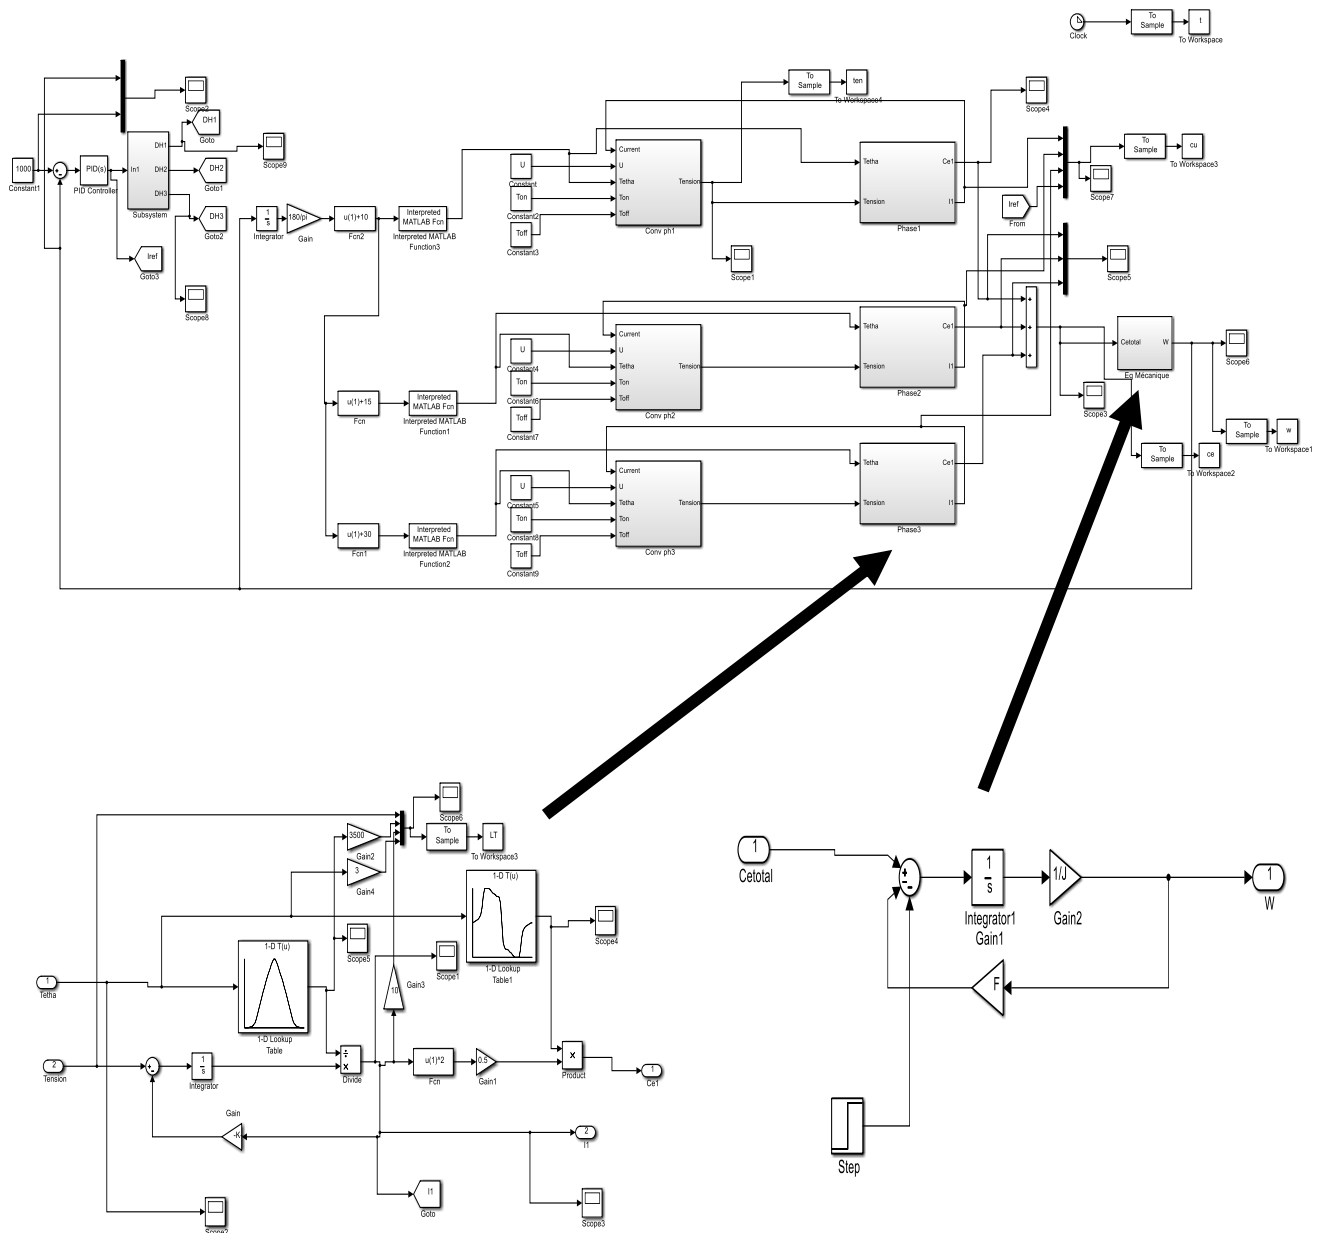 Clock
To
Sample
t
To Workspace
Scope2
DH1
Goto
Scope9
1000
Constant1
PID(s)
PID Controller
In1
DH1
DH2
DH3
Subsystem
DH2
Goto1
DH3
Goto2
Iref
Goto3
Scope8
1
s
Integrator
180/pi
Gain
u(1)+10
Fcn2
Interpreted
MATLAB Fcn
Interpreted MATLAB
Function3
U
Constant
Ton
Constant2
Toff
Constant3
Current
U
Tetha
Ton
Toff
Tension
Conv ph1
To
Sample
ten
To Workspace4
Scope1
Tetha
Tension
Ce1
I1
Phase1
Scope4
Iref
From
Scope7
To
Sample
cu
To Workspace3
Scope5
u(1)+15
Fcn
Interpreted
MATLAB Fcn
Interpreted MATLAB
Function1
U
Constant4
Ton
Constant6
Toff
Constant7
Current
U
Tetha
Ton
Toff
Tension
Conv ph2
Tetha
Tension
Ce1
I1
Phase2
Cetotal
W
Eq Mécanique
Scope6
Scope3
To
Sample
w
To Workspace1
To
Sample
ce
To Workspace2
u(1)+30
Fcn1
Interpreted
MATLAB Fcn
Interpreted MATLAB
Function2
U
Constant5
Ton
Constant8
Toff
Constant9
Current
U
Tetha
Ton
Toff
Tension
Conv ph3
Tetha
Tension
Ce1
I1
Phase3
Scope6
3500
Gain2
3
Gain4
To
Sample
LT
To Workspace3
1-D T(u)
1-D Lookup
Table1
Scope4
Scope5
Scope1
10
Gain3
1
Tetha
1-D T(u)
1-D Lookup
Table
2
Tension
1
s
Integrator
Divide
u(1)^2
Fcn
0.5
Gain1
Product
1
Ce1
Gain
-K
2
I1
I1
Goto
Scope3
Scope2
1
Cetotal
1
s
Integrator1
Gain1
1/J
Gain2
1
W
F
Step